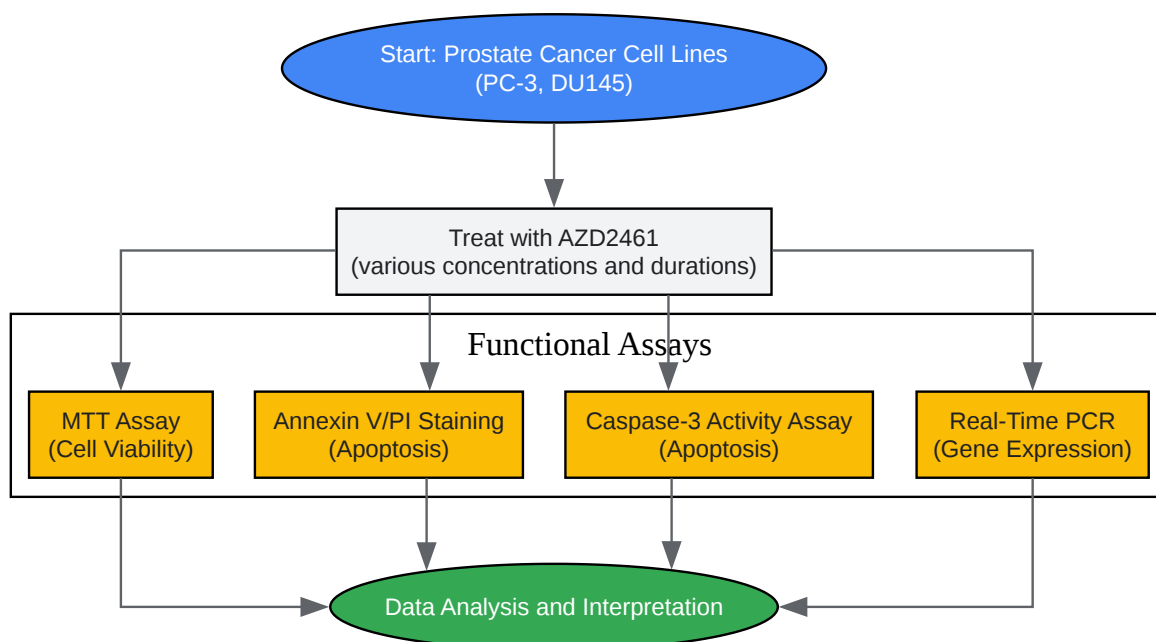 Start: Prostate Cancer Cell Lines
(PC-3, DU145)
Treat with AZD2461
(various concentrations and durations)
Functional Assays
MTT Assay
(Cell Viability)
Annexin V/PI Staining
(Apoptosis)
Caspase-3 Activity Assay
(Apoptosis)
Real-Time PCR
(Gene Expression)
Data Analysis and Interpretation